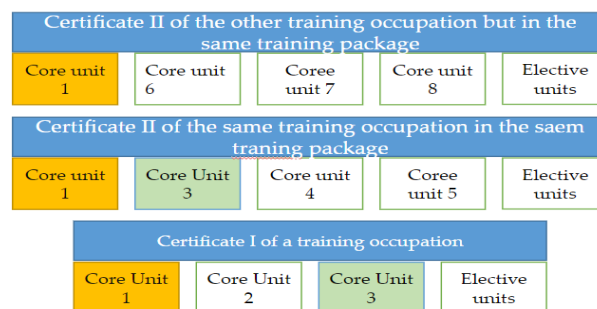 Certificate II of the other training occupation but in the
same training package
Core unit
1
Core unit
6
Coree
unit 7
Core unit
8
Elective
units
Certificate II of the same training occupation in the saem
traning package
Core unit
1
Core Unit
3
Core unit
4
Coree
unit 5
Elective
units
Certificate I of a training occupation
Core Unit
1
Core Unit
2
Core Unit
3
Elective
units